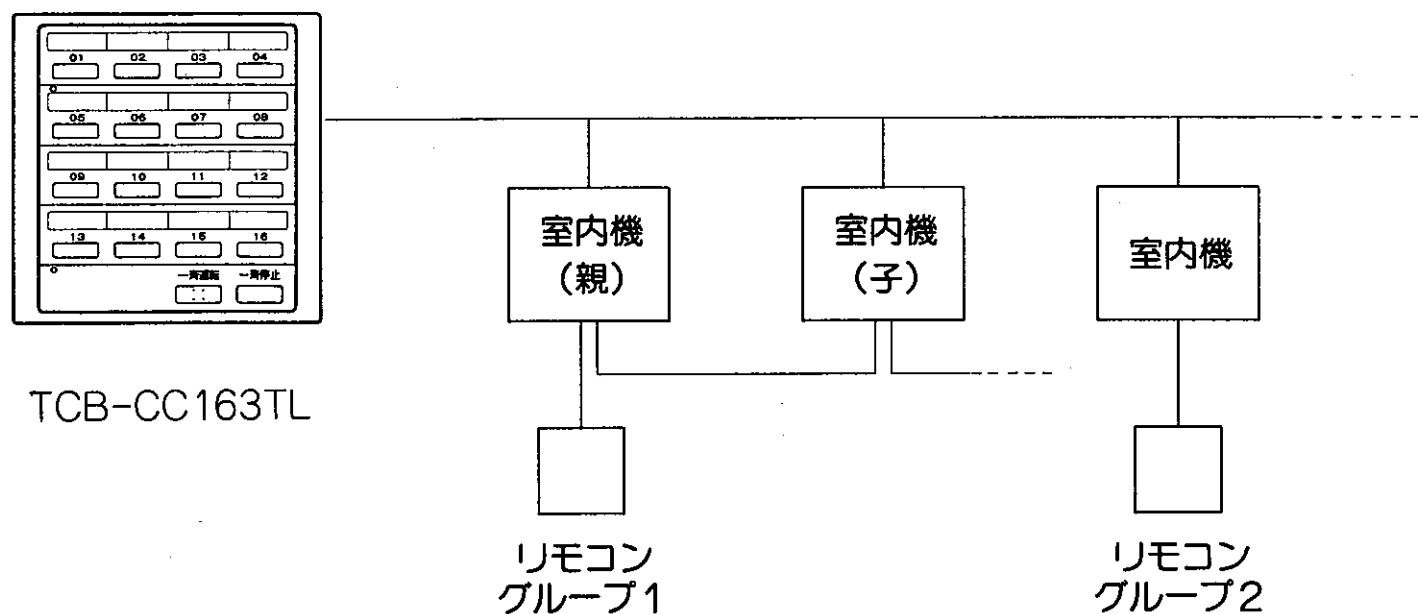 01 02 03 04
05 06 07 08
09 10 11 12
13 14 15 16
一斉運転 一斉停止
TCB-CC163TL
室内機
(親)
室内機
(子)
室内機
リモコン
グループ1
リモコン
グループ2